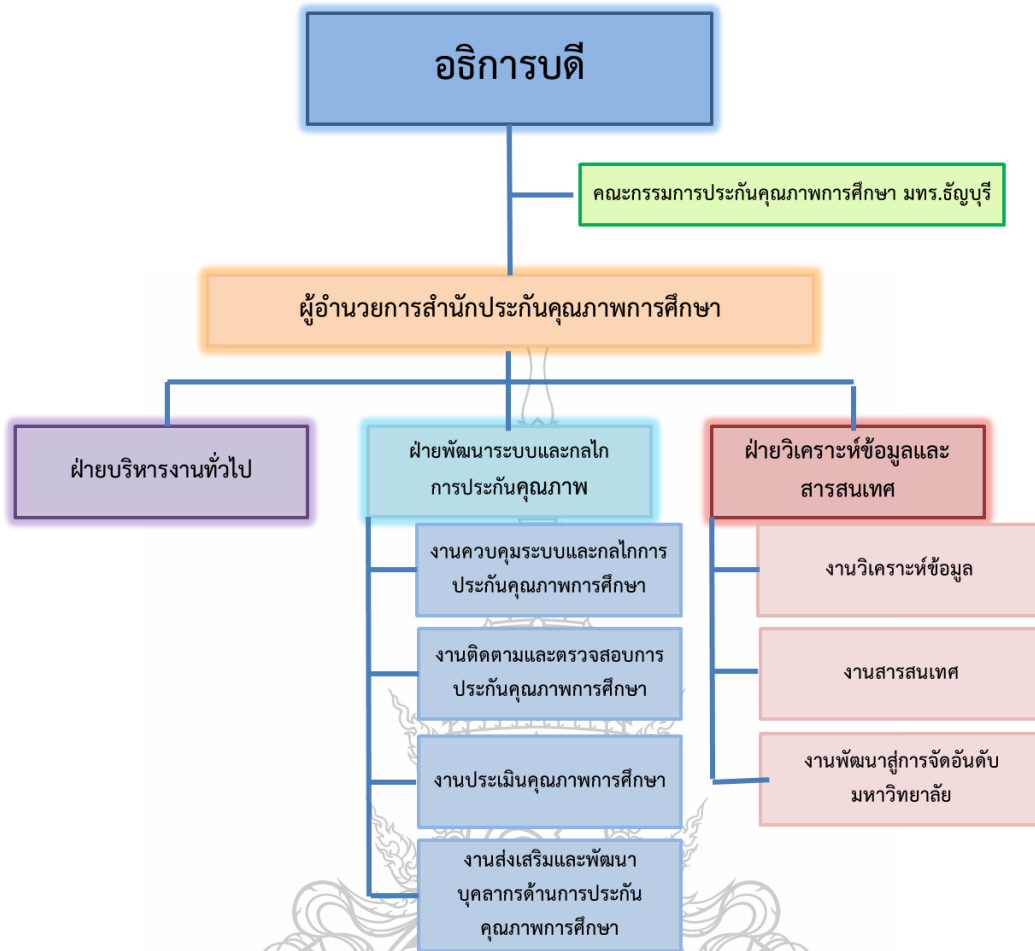 อธิการบดี
คณะกรรมการประกันคุณภาพการศึกษา มทร.ธัญบุรี
ผู้อำนวยการสำนักประกันคุณภาพการศึกษา
ฝ่ายบริหารงานทั่วไป
ฝ่ายพัฒนาระบบและกลไก
การประกันคุณภาพ
งานควบคุมระบบและกลไกการ
ประกันคุณภาพการศึกษา
งานติดตามและตรวจสอบการ
ประกันคุณภาพการศึกษา
งานประเมินคุณภาพการศึกษา
งานส่งเสริมและพัฒนา
บุคลากรด้านการประกัน
คุณภาพการศึกษา
ฝ่ายวิเคราะห์ข้อมูลและ
สารสนเทศ
งานวิเคราะห์ข้อมูล
งานสารสนเทศ
งานพัฒนาสู่การจัดอันดับ
มหาวิทยาลัย